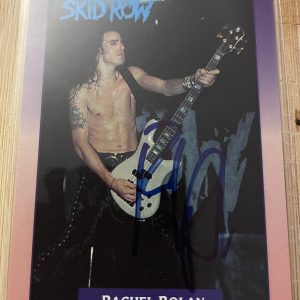 SKID ROW
RACHEL BOLAN